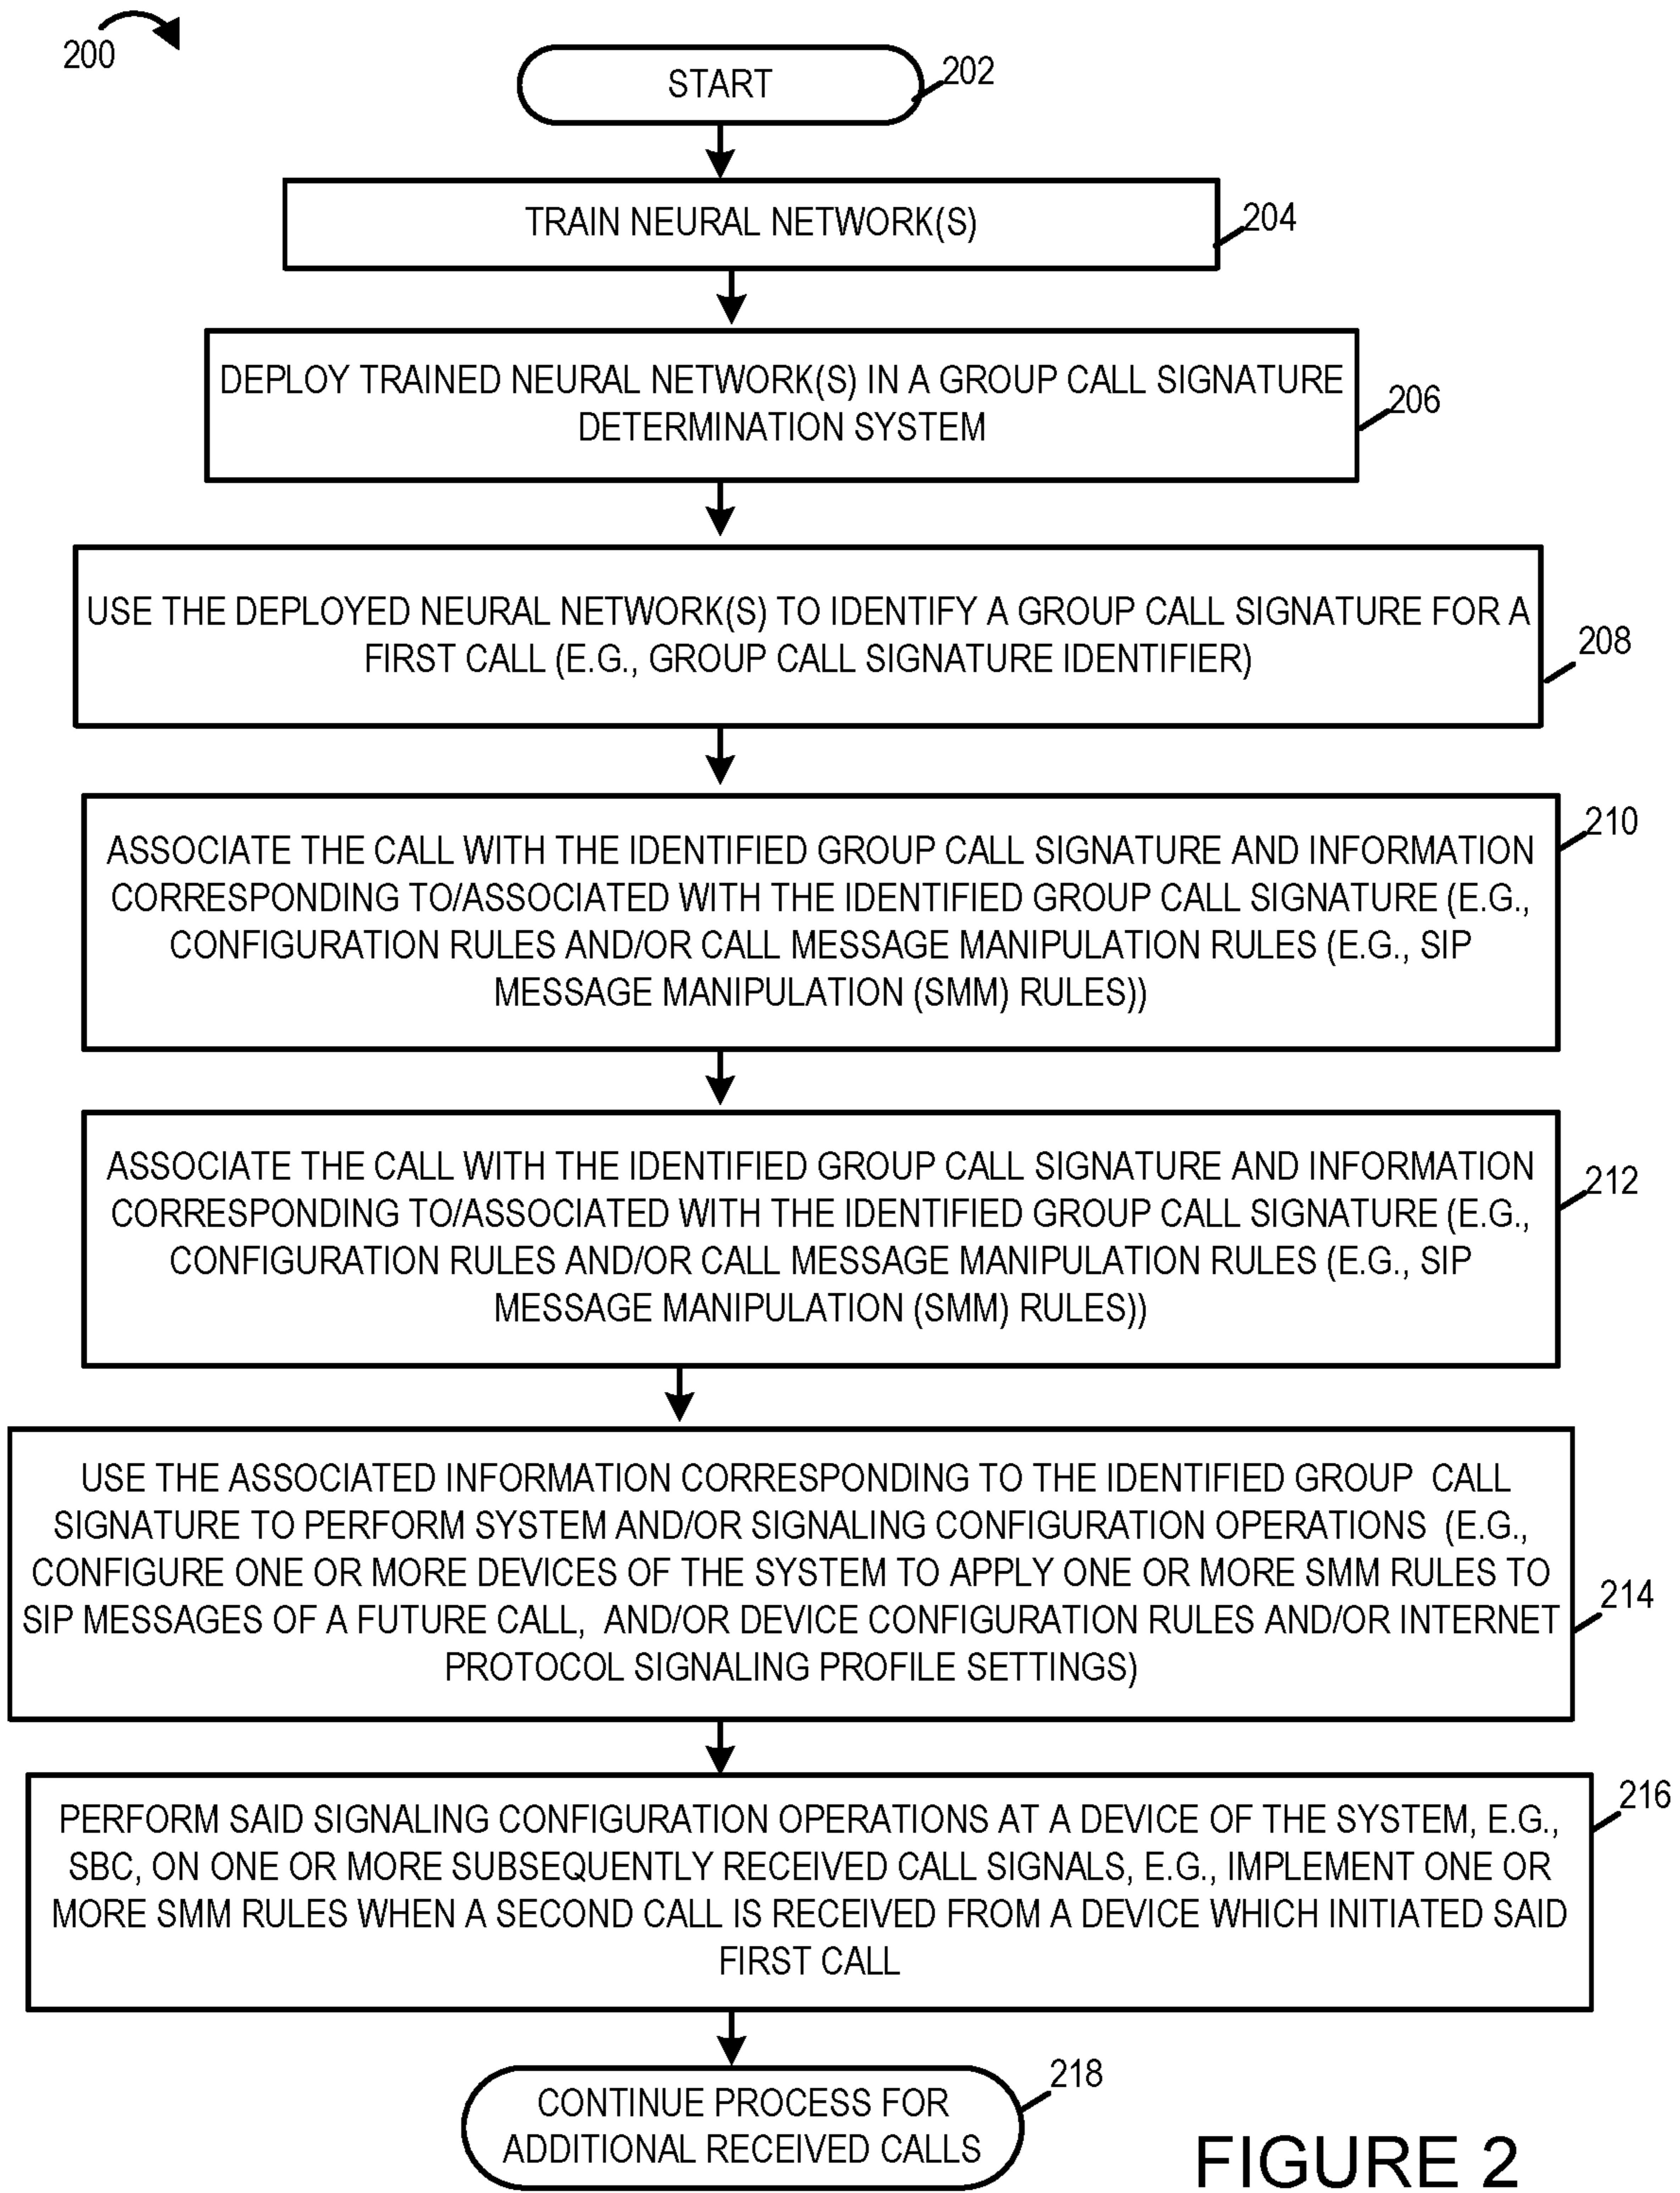 200
START
202
TRAIN NEURAL NETWORK(S)
204
DEPLOY TRAINED NEURAL NETWORK(S) IN A GROUP CALL SIGNATURE
DETERMINATION SYSTEM
206
USE THE DEPLOYED NEURAL NETWORK(S) TO IDENTIFY A GROUP CALL SIGNATURE FOR A
FIRST CALL (E.G., GROUP CALL SIGNATURE IDENTIFIER)
208
ASSOCIATE THE CALL WITH THE IDENTIFIED GROUP CALL SIGNATURE AND INFORMATION
CORRESPONDING TO/ASSOCIATED WITH THE IDENTIFIED GROUP CALL SIGNATURE (E.G.,
CONFIGURATION RULES AND/OR CALL MESSAGE MANIPULATION RULES (E.G., SIP
MESSAGE MANIPULATION (SMM) RULES))
210
ASSOCIATE THE CALL WITH THE IDENTIFIED GROUP CALL SIGNATURE AND INFORMATION
CORRESPONDING TO/ASSOCIATED WITH THE IDENTIFIED GROUP CALL SIGNATURE (E.G.,
CONFIGURATION RULES AND/OR CALL MESSAGE MANIPULATION RULES (E.G., SIP
MESSAGE MANIPULATION (SMM) RULES))
212
USE THE ASSOCIATED INFORMATION CORRESPONDING TO THE IDENTIFIED GROUP CALL
SIGNATURE TO PERFORM SYSTEM AND/OR SIGNALING CONFIGURATION OPERATIONS (E.G.,
CONFIGURE ONE OR MORE DEVICES OF THE SYSTEM TO APPLY ONE OR MORE SMM RULES TO
SIP MESSAGES OF A FUTURE CALL, AND/OR DEVICE CONFIGURATION RULES AND/OR INTERNET
PROTOCOL SIGNALING PROFILE SETTINGS)
214
PERFORM SAID SIGNALING CONFIGURATION OPERATIONS AT A DEVICE OF THE SYSTEM, E.G.,
SBC, ON ONE OR MORE SUBSEQUENTLY RECEIVED CALL SIGNALS, E.G., IMPLEMENT ONE OR
MORE SMM RULES WHEN A SECOND CALL IS RECEIVED FROM A DEVICE WHICH INITIATED SAID
FIRST CALL
216
CONTINUE PROCESS FOR
ADDITIONAL RECEIVED CALLS
218
FIGURE 2